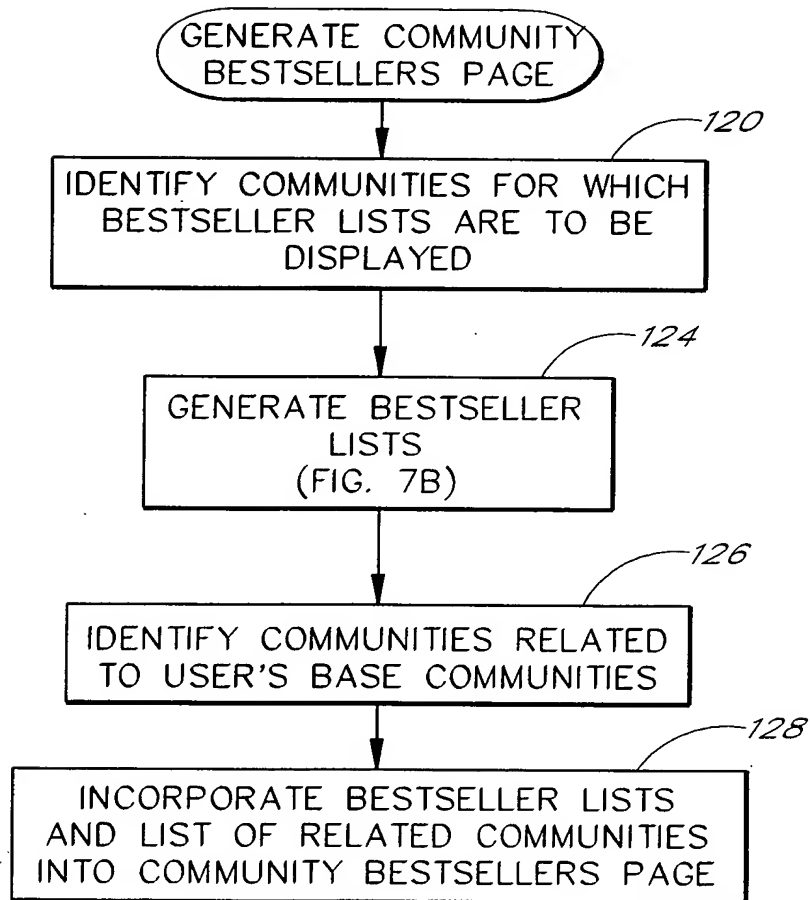 GENERATE COMMUNITY
BESTSELLERS PAGE
120
IDENTIFY COMMUNITIES FOR WHICH
BESTSELLER LISTS ARE TO BE
DISPLAYED
124
GENERATE BESTSELLER
LISTS
(FIG. 7B)
126
IDENTIFY COMMUNITIES RELATED
TO USER'S BASE COMMUNITIES
128
INCORPORATE BESTSELLER LISTS
AND LIST OF RELATED COMMUNITIES
INTO COMMUNITY BESTSELLERS PAGE